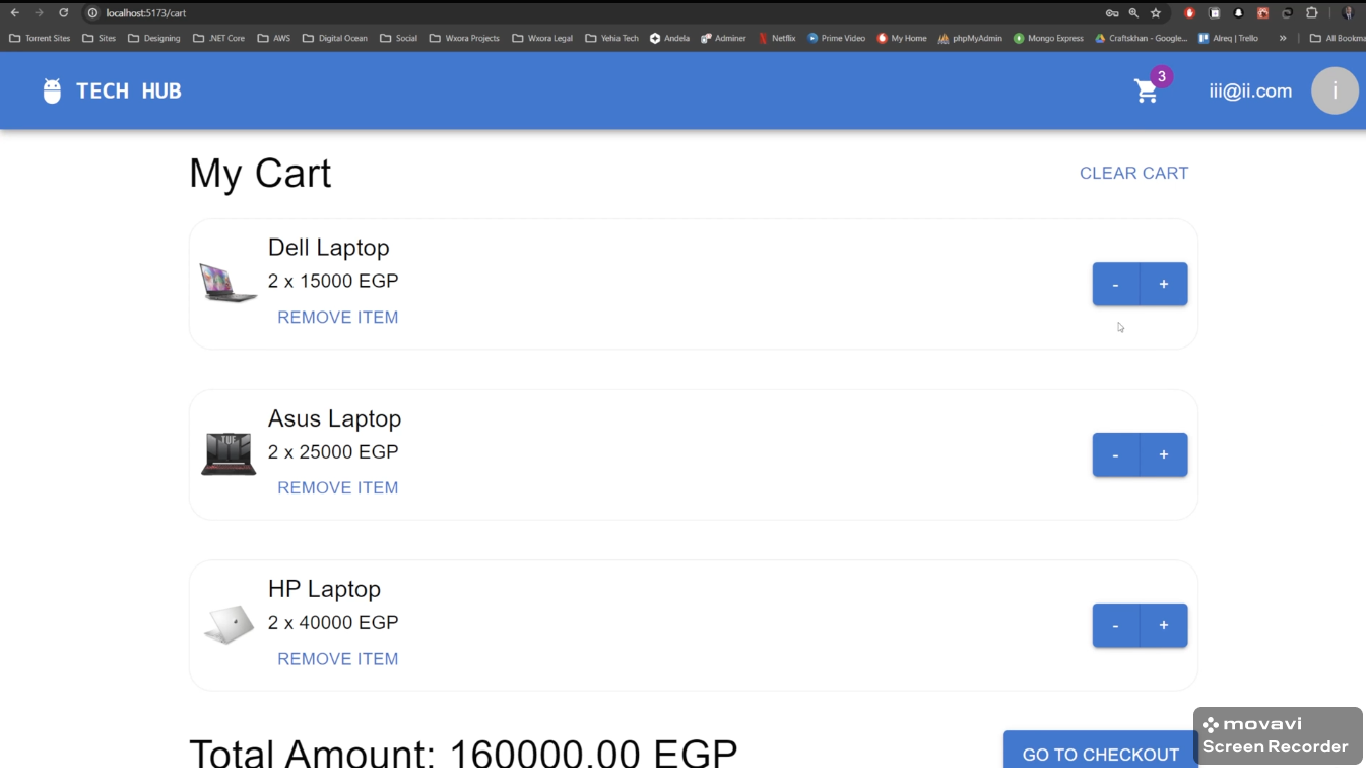 localhost:5173/cart
Torrent Sites Sites Designing .NET Core AWS Digital Ocean Social Wxora Projects Wxora Legal Yehia Tech Andela Adminer Netflix Prime Video My Home phpMyAdmin Mongo Express Craftskhan - Google... Alreq | Trello » All Bookma
TECH HUB
3
iii@ii.com
i
My Cart
CLEAR CART
Dell Laptop
2 x 15000 EGP
- +
REMOVE ITEM
Asus Laptop
TUF
2 x 25000 EGP
- +
REMOVE ITEM
HP Laptop
2 x 40000 EGP
- +
REMOVE ITEM
Total Amount: 160000.00 EGP
GO TO CHECKOUT
movavi
Screen Recorder